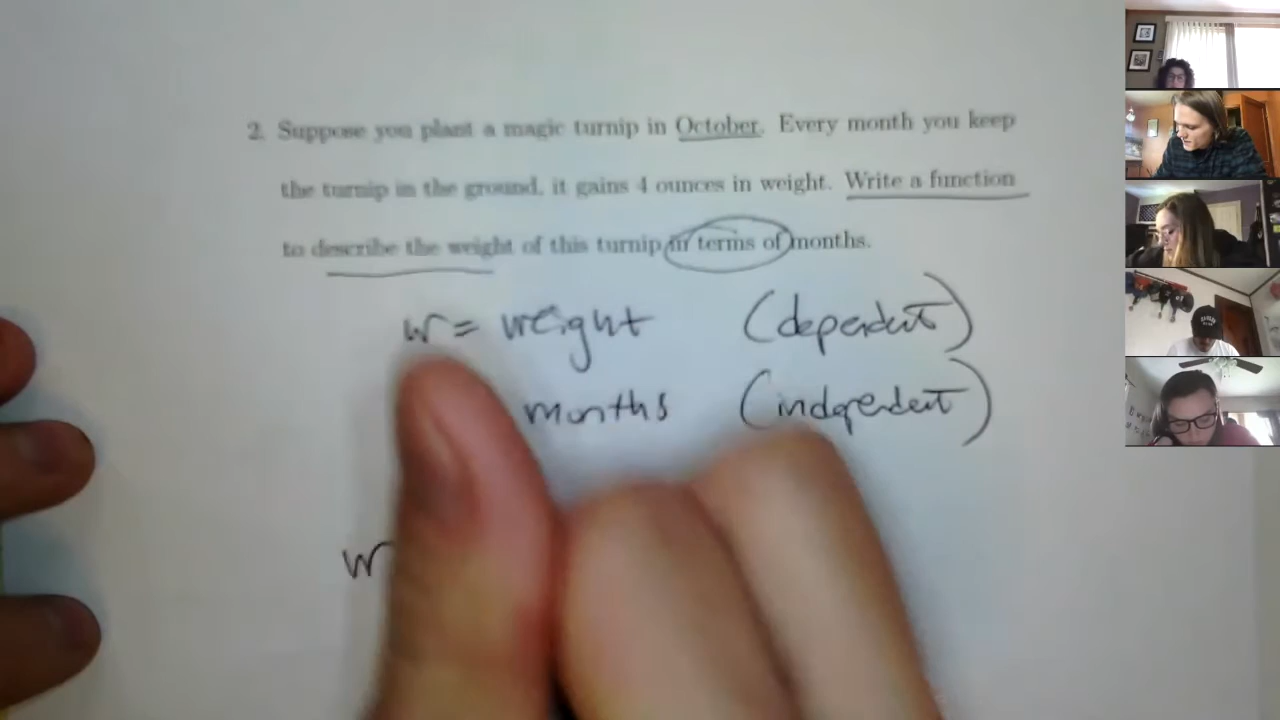 2. Suppose you plant a magic turnip in October. Every month you keep
the turnip in the ground, it gains 4 ounces in weight. Write a function
to describe the weight of this turnip in terms of months.
w = weight (dependent)
months (independent)
w